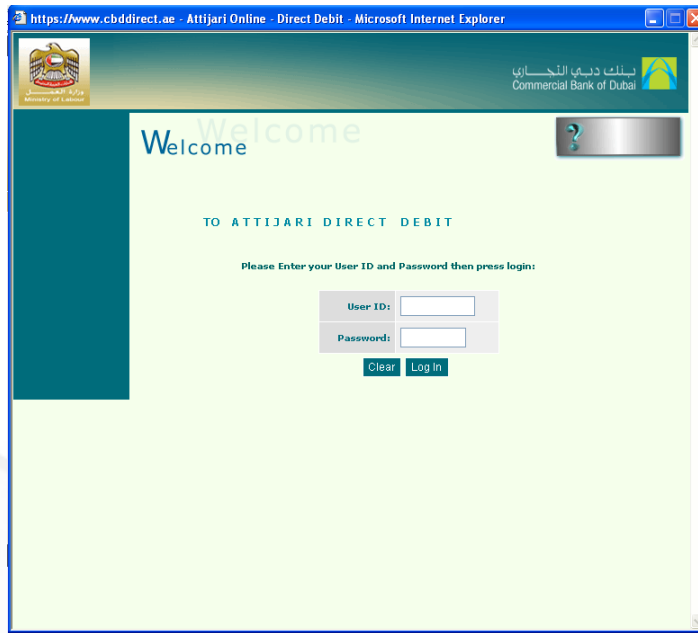 https://www.cbddirect.ae - Attijari Online - Direct Debit - Microsoft Internet Explorer
وزارة العمل
Ministry of Labour
بنك دبي التجاري
Commercial Bank of Dubai
Welcome
Welcome
?
TO ATTIJARI DIRECT DEBIT
Please Enter your User ID and Password then press login:
User ID:
Password:
Clear Log In